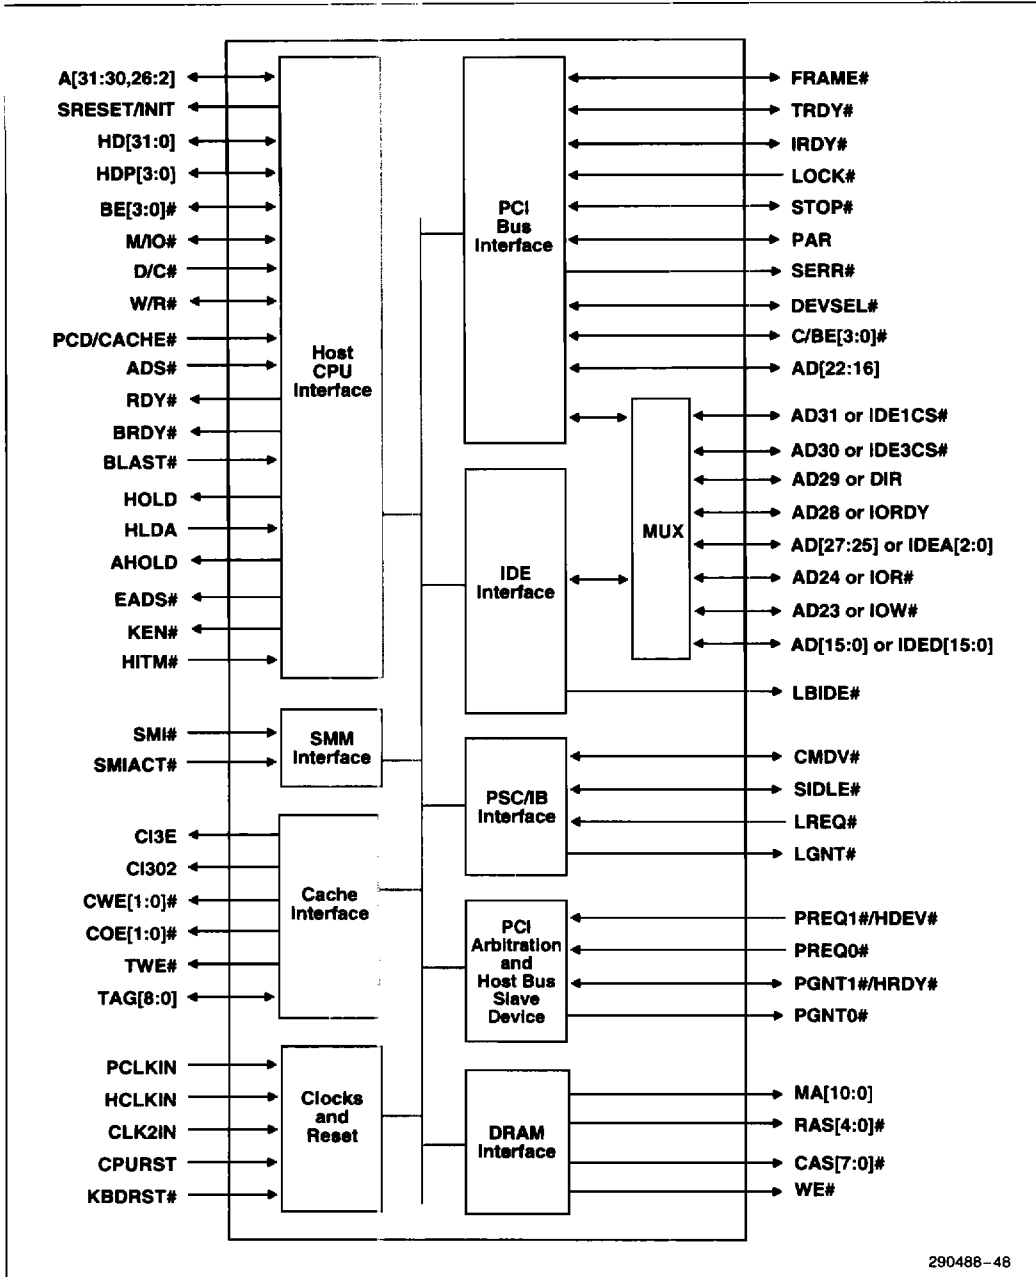 A[31:30,26:2]
SRESET/INIT
HD[31:0]
HDP[3:0]
BE[3:0]#
M/IO#
D/C#
W/R#
PCD/CACHE#
ADS#
RDY#
BRDY#
BLAST#
HOLD
HLDA
AHOLD
EADS#
KEN#
HITM#
SMI#
SMIACT#
CI3E
CI302
CWE[1:0]#
COE[1:0]#
TWE#
TAG[8:0]
PCLKIN
HCLKIN
CLK2IN
CPURST
KBDRST#
Host
CPU
Interface
SMM
Interface
Cache
Interface
Clocks
and
Reset
PCI
Bus
Interface
IDE
Interface
PSC/IB
Interface
PCI
Arbitration
and
Host Bus
Slave
Device
DRAM
Interface
MUX
FRAME#
TRDY#
IRDY#
LOCK#
STOP#
PAR
SERR#
DEVSEL#
C/BE[3:0]#
AD[22:16]
AD31 or IDE1CS#
AD30 or IDE3CS#
AD29 or DIR
AD28 or IORDY
AD[27:25] or IDEA[2:0]
AD24 or IOR#
AD23 or IOW#
AD[15:0] or IDED[15:0]
LBIDE#
CMDV#
SIDLE#
LREQ#
LGNT#
PREQ1#/HDEV#
PREQ0#
PGNT1#/HRDY#
PGNT0#
MA[10:0]
RAS[4:0]#
CAS[7:0]#
WE#
290488–48